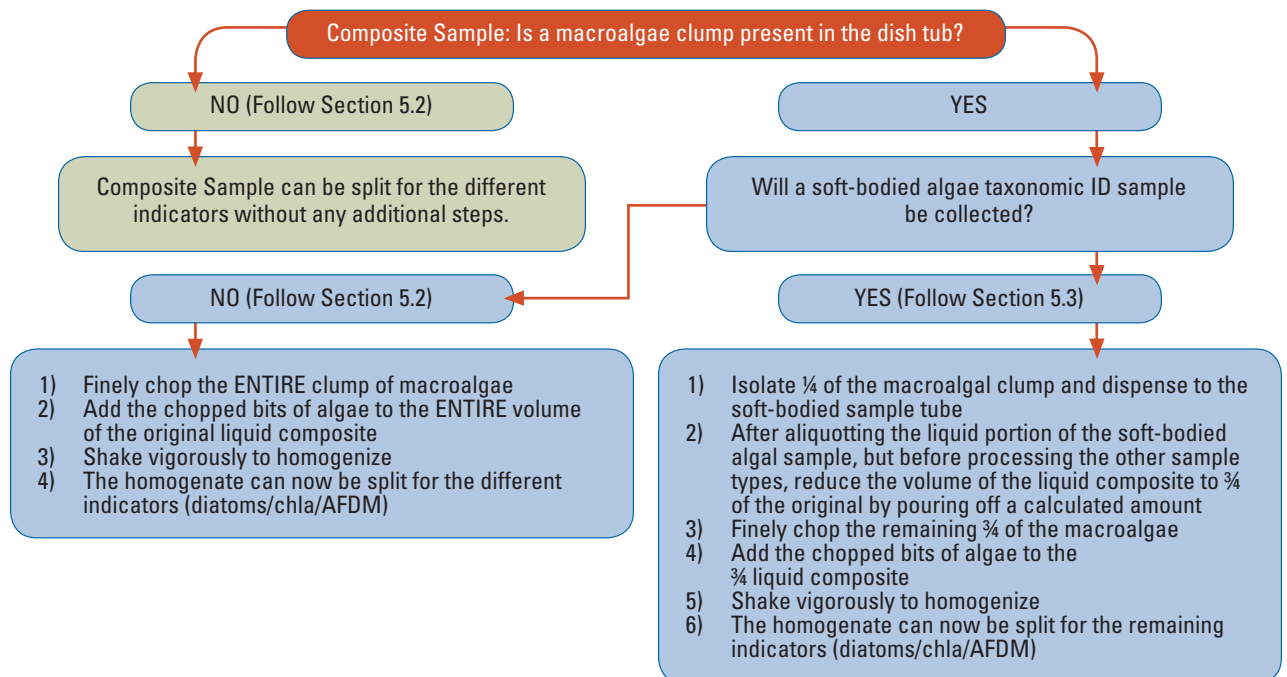 Composite Sample: Is a macroalgae clump present in the dish tub?
NO (Follow Section 5.2)
YES
Composite Sample can be split for the different
indicators without any additional steps.
Will a soft-bodied algae taxonomic ID sample
be collected?
NO (Follow Section 5.2)
YES (Follow Section 5.3)
1) Finely chop the ENTIRE clump of macroalgae
2) Add the chopped bits of algae to the ENTIRE volume
of the original liquid composite
3) Shake vigorously to homogenize
4) The homogenate can now be split for the different
indicators (diatoms/chla/AFDM)
1) Isolate ¼ of the macroalgal clump and dispense to the
soft-bodied sample tube
2) After aliquotting the liquid portion of the soft-bodied
algal sample, but before processing the other sample
types, reduce the volume of the liquid composite to ¾
of the original by pouring off a calculated amount
3) Finely chop the remaining ¾ of the macroalgae
4) Add the chopped bits of algae to the
¾ liquid composite
5) Shake vigorously to homogenize
6) The homogenate can now be split for the remaining
indicators (diatoms/chla/AFDM)